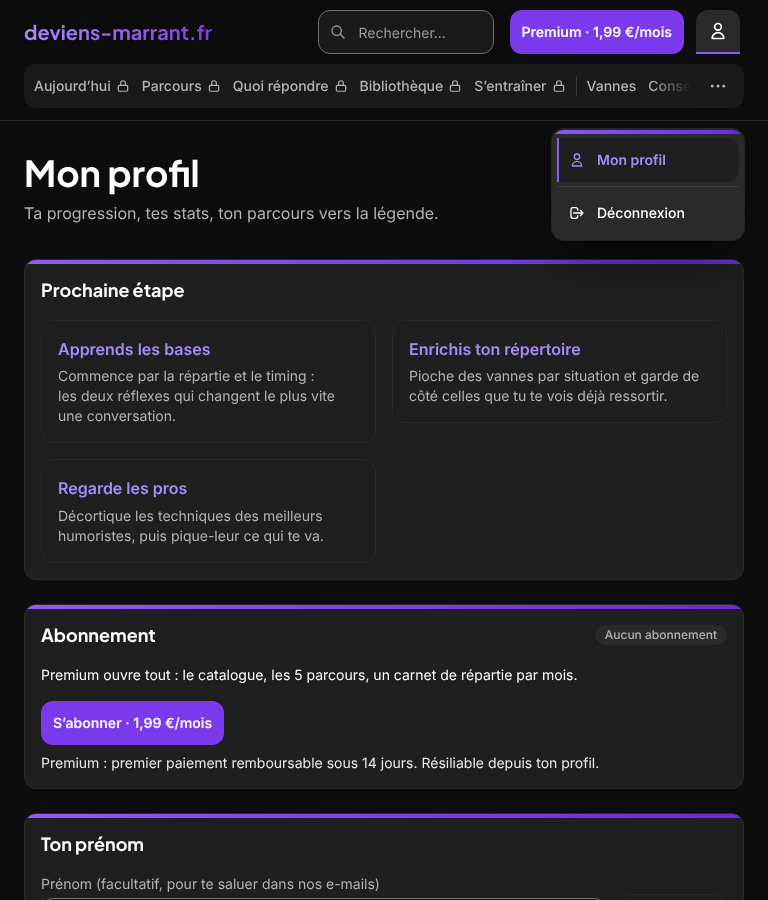 deviens-marrant.fr
Rechercher...
Premium · 1,99 €/mois
Aujourd’hui
Parcours
Quoi répondre
Bibliothèque
S’entraîner
Vannes
Mon profil
Déconnexion
Mon profil
Ta progression, tes stats, ton parcours vers la légende.
Prochaine étape
Apprends les bases
Commence par la répartie et le timing :
les deux réflexes qui changent le plus vite
une conversation.
Enrichis ton répertoire
Pioche des vannes par situation et garde de
côté celles que tu te vois déjà ressortir.
Regarde les pros
Décortique les techniques des meilleurs
humoristes, puis pique-leur ce qui te va.
Abonnement
Aucun abonnement
Premium ouvre tout : le catalogue, les 5 parcours, un carnet de répartie par mois.
S’abonner · 1,99 €/mois
Premium : premier paiement remboursable sous 14 jours. Résiliable depuis ton profil.
Ton prénom
Prénom (facultatif, pour te saluer dans nos e-mails)